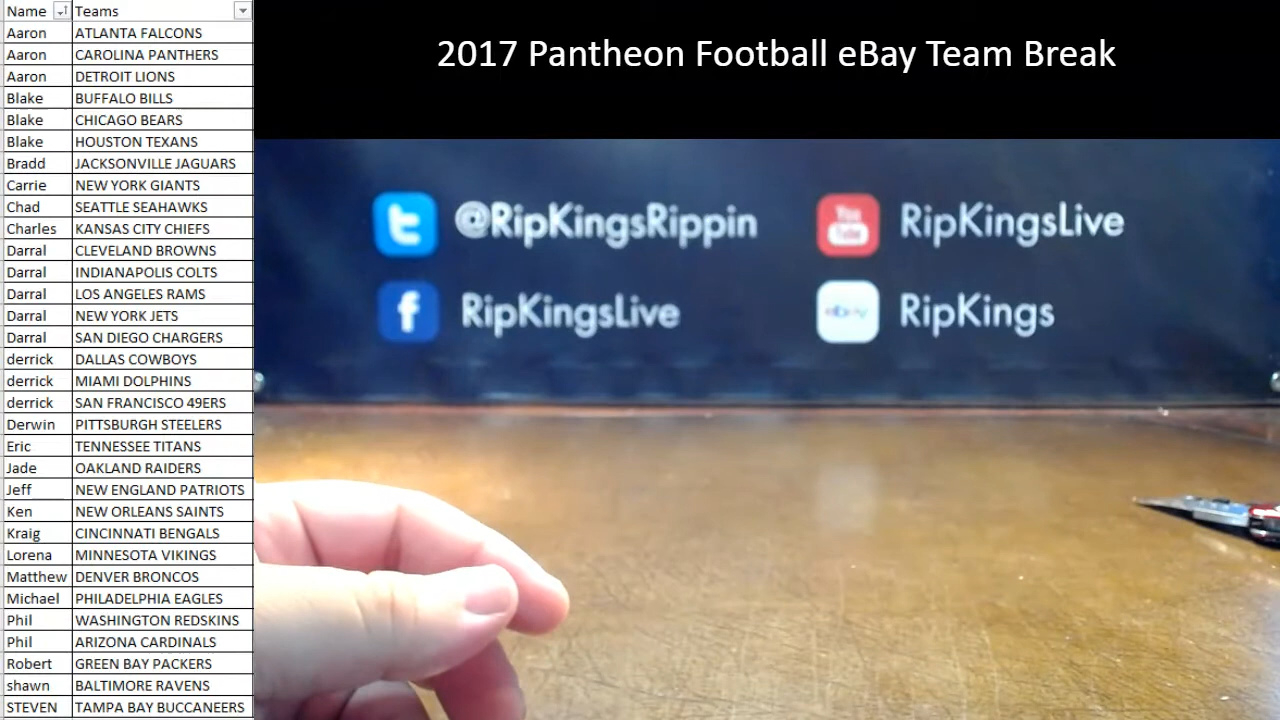 Name Teams
Aaron ATLANTA FALCONS
Aaron CAROLINA PANTHERS
Aaron DETROIT LIONS
Blake BUFFALO BILLS
Blake CHICAGO BEARS
Blake HOUSTON TEXANS
Bradd JACKSONVILLE JAGUARS
Carrie NEW YORK GIANTS
Chad SEATTLE SEAHAWKS
Charles KANSAS CITY CHIEFS
Darral CLEVELAND BROWNS
Darral INDIANAPOLIS COLTS
Darral LOS ANGELES RAMS
Darral NEW YORK JETS
Darral SAN DIEGO CHARGERS
derrick DALLAS COWBOYS
derrick MIAMI DOLPHINS
derrick SAN FRANCISCO 49ERS
Derwin PITTSBURGH STEELERS
Eric TENNESSEE TITANS
Jade OAKLAND RAIDERS
Jeff NEW ENGLAND PATRIOTS
Ken NEW ORLEANS SAINTS
Kraig CINCINNATI BENGALS
Lorena MINNESOTA VIKINGS
Matthew DENVER BRONCOS
Michael PHILADELPHIA EAGLES
Phil WASHINGTON REDSKINS
Phil ARIZONA CARDINALS
Robert GREEN BAY PACKERS
shawn BALTIMORE RAVENS
STEVEN TAMPA BAY BUCCANEERS
2017 Pantheon Football eBay Team Break
@RipKingsRippin
You Tube RipKingsLive
f RipKingsLive
ebay RipKings